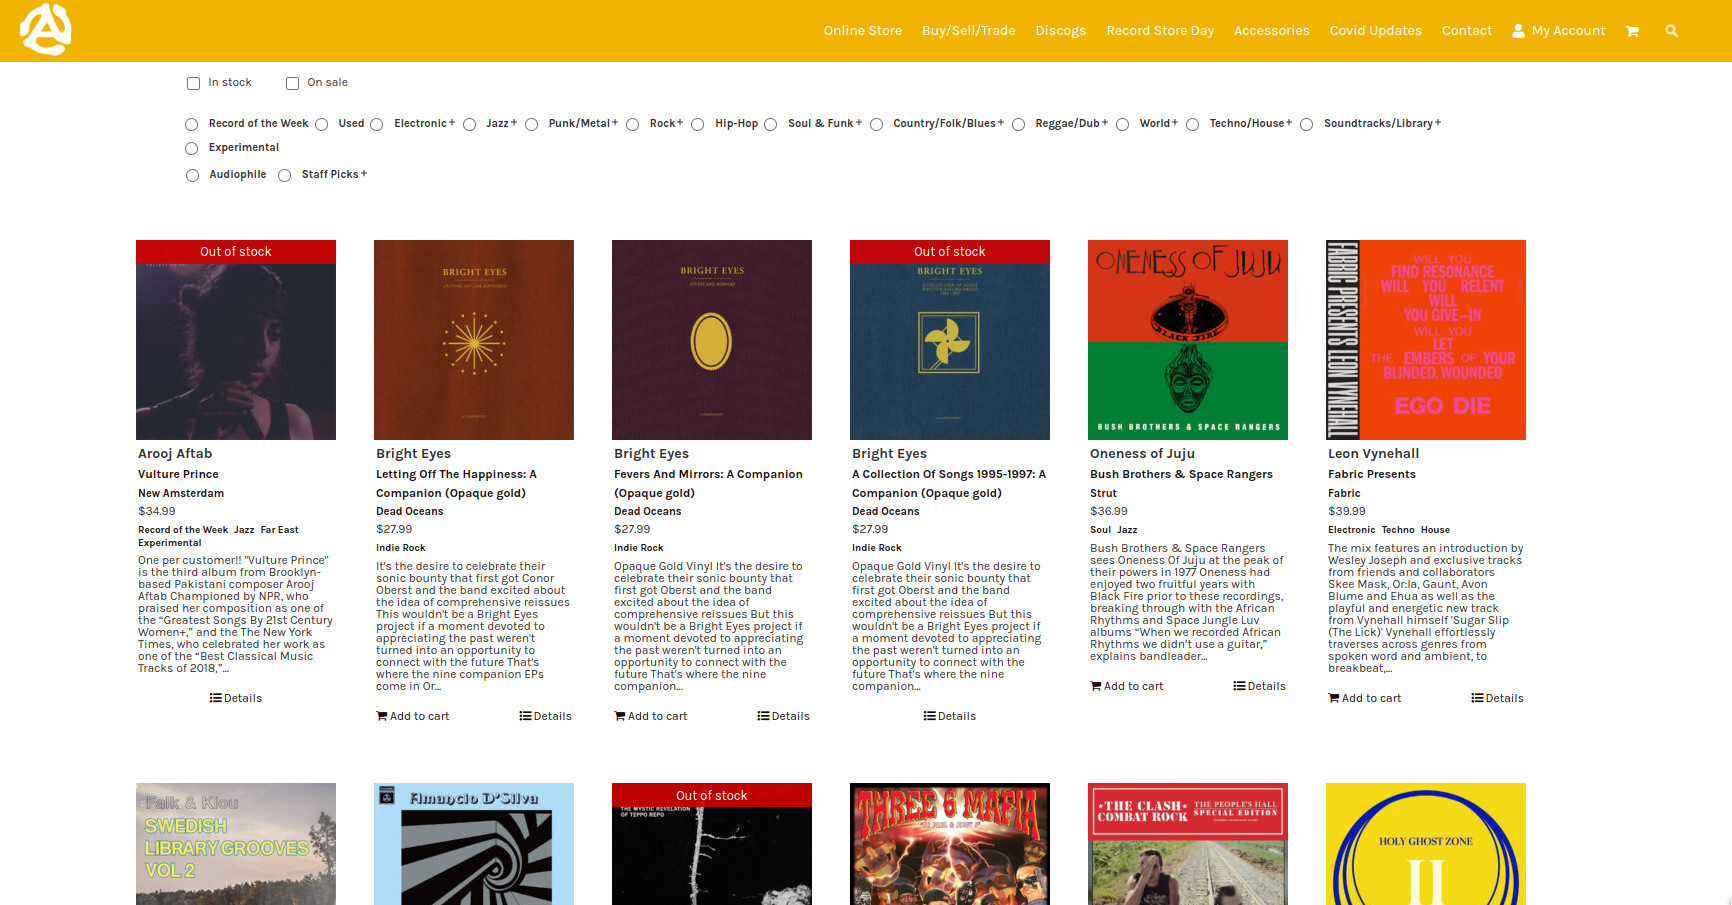 Online Store Buy/Sell/Trade Discogs Record Store Day Accessories Covid Updates Contact My Account
In stock On sale
Record of the Week Used Electronic + Jazz + Punk/Metal + Rock + Hip-Hop Soul & Funk + Country/Folk/Blues + Reggae/Dub + World + Techno/House + Soundtracks/Library +
Experimental
Audiophile Staff Picks +
Out of stock
Arooj Aftab
Vulture Prince
New Amsterdam
$34.99
Record of the Week Jazz Far East
Experimental
One per customer!! "Vulture Prince"
is the third album from Brooklyn-
based Pakistani composer Arooj
Aftab Championed by NPR, who
praised her composition as one of
the “Greatest Songs By 21st Century
Women+,” and the The New York
Times, who celebrated her work as
one of the “Best Classical Music
Tracks of 2018,”...
Details
BRIGHT EYES
Bright Eyes
Letting Off The Happiness: A
Companion (Opaque gold)
Dead Oceans
$27.99
Indie Rock
It's the desire to celebrate their
sonic bounty that first got Conor
Oberst and the band excited about
the idea of comprehensive reissues
This wouldn't be a Bright Eyes
project if a moment devoted to
appreciating the past weren't
turned into an opportunity to
connect with the future That's
where the nine companion EPs
come in Or...
Add to cart Details
BRIGHT EYES
FEVERS AND MIRRORS
Bright Eyes
Fevers And Mirrors: A Companion
(Opaque gold)
Dead Oceans
$27.99
Indie Rock
Opaque Gold Vinyl It's the desire to
celebrate their sonic bounty that
first got Oberst and the band
excited about the idea of
comprehensive reissues But this
wouldn't be a Bright Eyes project if
a moment devoted to appreciating
the past weren't turned into an
opportunity to connect with the
future That's where the nine
companion...
Add to cart Details
Out of stock
BRIGHT EYES
Bright Eyes
A Collection Of Songs 1995-1997: A
Companion (Opaque gold)
Dead Oceans
$27.99
Indie Rock
Opaque Gold Vinyl It's the desire to
celebrate their sonic bounty that
first got Oberst and the band
excited about the idea of
comprehensive reissues But this
wouldn't be a Bright Eyes project if
a moment devoted to appreciating
the past weren't turned into an
opportunity to connect with the
future That's where the nine
companion...
Details
ONENESS OF JUJU
BLACK FIRE
BUSH BROTHERS & SPACE RANGERS
Oneness of Juju
Bush Brothers & Space Rangers
Strut
$36.99
Soul Jazz
Bush Brothers & Space Rangers
sees Oneness Of Juju at the peak of
their powers in 1977 Oneness had
enjoyed two fruitful years with
Black Fire prior to these recordings,
breaking through with the African
Rhythms and Space Jungle Luv
albums “When we recorded African
Rhythms we didn’t use a guitar,”
explains bandleader...
Add to cart Details
FABRIC PRESENTS LEON VYNEHALL
WILL YOU
FIND RESONANCE
WILL YOU RELENT
WILL
YOU GIVE—IN
WILL YOU
LET
THE EMBERS OF YOUR
BLINDED, WOUNDED
EGO DIE
Leon Vynehall
Fabric Presents
Fabric
$39.99
Electronic Techno House
The mix features an introduction by
Wesley Joseph and exclusive tracks
from friends and collaborators
Skee Mask, Or:la, Gaunt, Avon
Blume and Ehua as well as the
playful and energetic new track
from Vynehall himself 'Sugar Slip
(The Lick)' Vynehall effortlessly
traverses across genres from
spoken word and ambient, to
breakbeat,...
Add to cart Details
Falk & Klou
SWEDISH
LIBRARY GROOVES
VOL 2
Amancio D'Silva
Out of stock
THE MYSTIC REVELATION
OF TEPPO REPO
THREE 6 MAFIA
THE CLASH
COMBAT ROCK
THE PEOPLE'S HALL
SPECIAL EDITION
HOLY GHOST ZONE
II